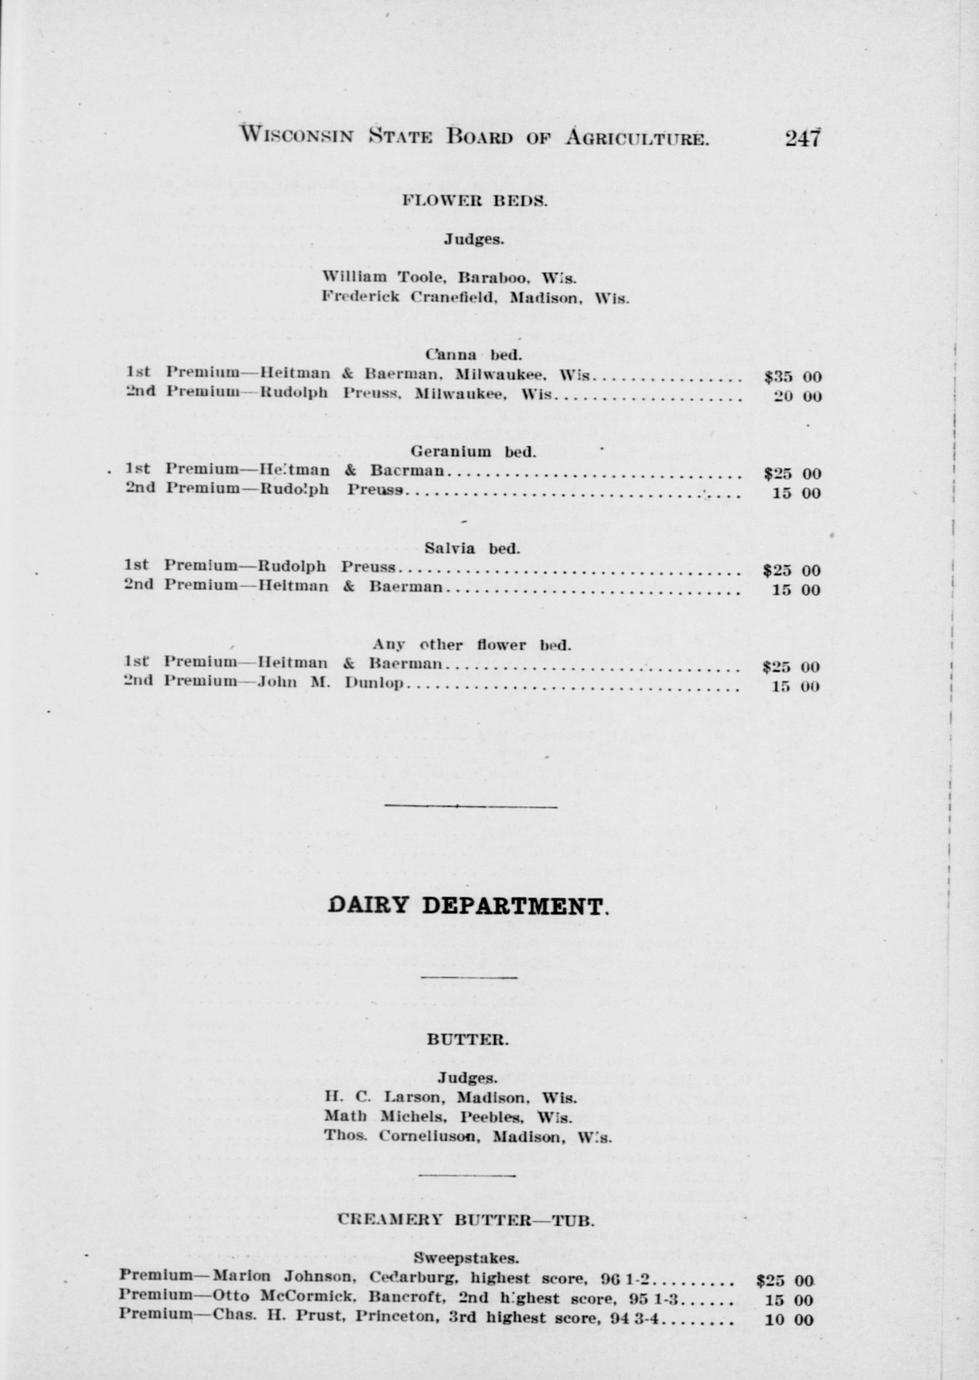 WISCONSIN STATE BOARD OF AGRICULTURE. 247
FLOWER BEDS.
Judges.
William Toole, Baraboo, Wis.
Frederick Cranefield, Madison, Wis.
Canna bed.
1st Premium—Heitman & Baerman, Milwaukee, Wis................ $35 00
2nd Premium—Rudolph Preuss, Milwaukee, Wis.................... 20 00
Geranium bed.
1st Premium—Heitman & Baerman............................... $25 00
2nd Premium—Rudolph Preuss................................... 15 00
Salvia bed.
1st Premium—Rudolph Preuss.................................... $25 00
2nd Premium—Heitman & Baerman............................... 15 00
Any other flower bed.
1st Premium—Heitman & Baerman............................... $25 00
2nd Premium—John M. Dunlop................................... 15 00
DAIRY DEPARTMENT.
BUTTER.
Judges.
H. C. Larson, Madison, Wis.
Math Michels, Peebles, Wis.
Thos. Corneliuson, Madison, Wis.
CREAMERY BUTTER—TUB.
Sweepstakes.
Premium—Marion Johnson, Cedarburg, highest score, 96 1-2......... $25 00
Premium—Otto McCormick, Bancroft, 2nd highest score, 95 1-3...... 15 00
Premium—Chas. H. Prust, Princeton, 3rd highest score, 94 3-4........ 10 00